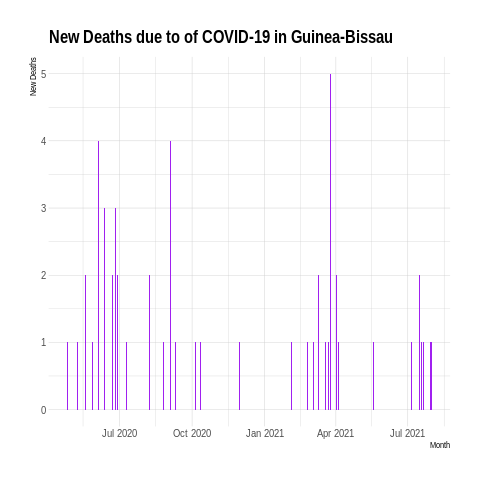 New Deaths due to of COVID-19 in Guinea-Bissau
New Deaths
5
4
3
2
1
0
Jul 2020 Oct 2020 Jan 2021 Apr 2021 Jul 2021
Month